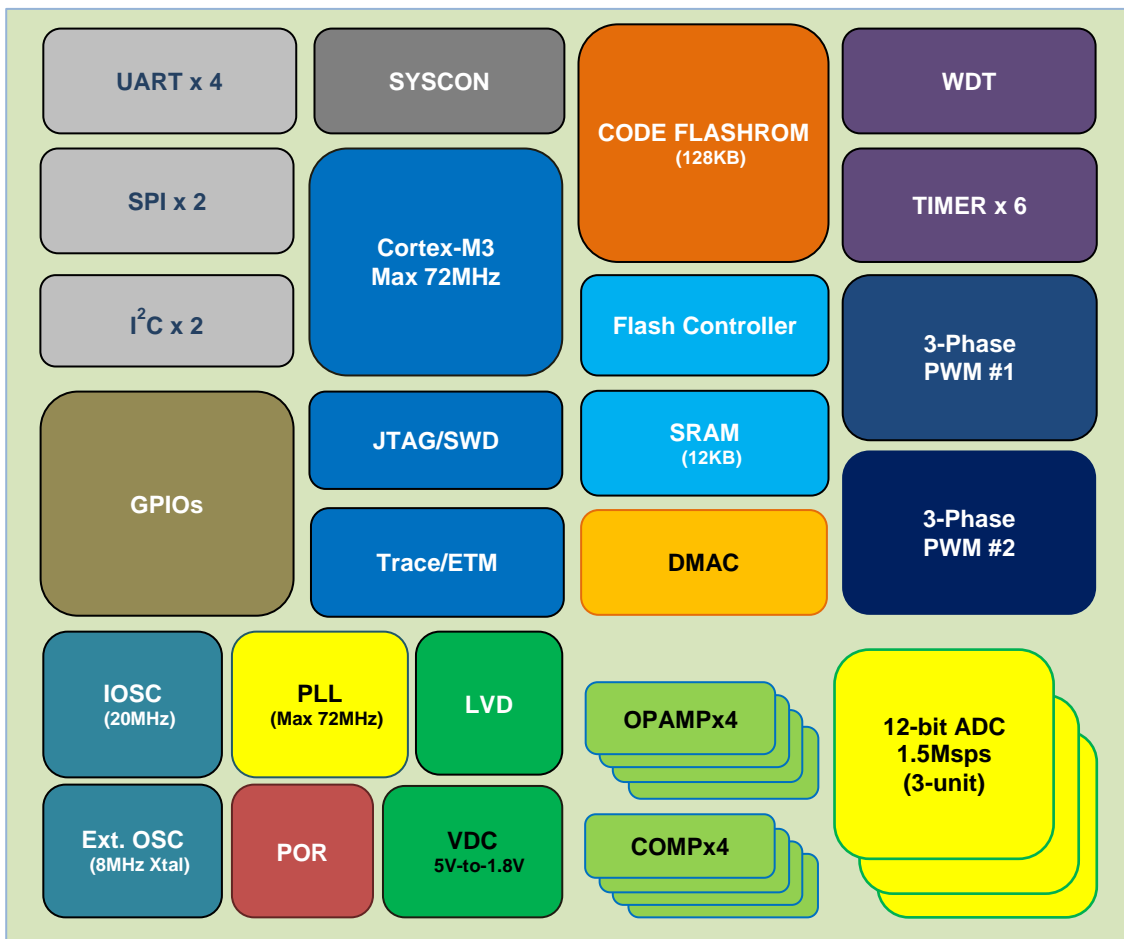 UART x 4
SYSCON
CODE FLASHROM
(128KB)
WDT
SPI x 2
Cortex-M3
Max 72MHz
TIMER x 6
I²C x 2
Flash Controller
3-Phase
PWM #1
GPIOs
JTAG/SWD
SRAM
(12KB)
Trace/ETM
DMAC
3-Phase
PWM #2
IOSC
(20MHz)
PLL
(Max 72MHz)
LVD
OPAMPx4
12-bit ADC
1.5Msps
(3-unit)
Ext. OSC
(8MHz Xtal)
POR
VDC
5V-to-1.8V
COMPx4